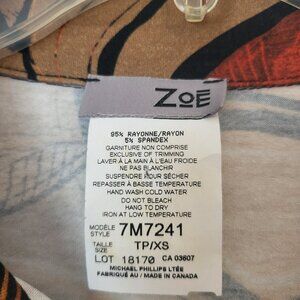 ZOË
95% RAYONNE/RAYON
5% SPANDEX
GARNITURE NON COMPRISE
EXCLUSIVE OF TRIMMING
LAVER À LA MAIN À L'EAU FROIDE
NE PAS BLANCHIR
SUSPENDRE POUR SÉCHER
REPASSER À BASSE TEMPÉRATURE
HAND WASH COLD WATER
DO NOT BLEACH
HANG TO DRY
IRON AT LOW TEMPERATURE
MODÈLE STYLE 7M7241
TAILLE SIZE TP/XS
LOT 18170 CA 03607
MICHAEL PHILLIPS LTÉE
FABRIQUÉ AU / MADE IN CANADA